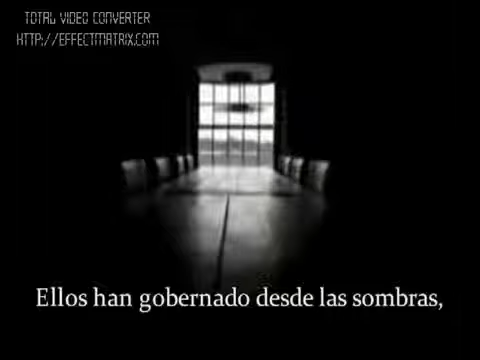 TOTAL VIDEO CONVERTER
HTTP://EFFECTMATRIX.COM
Ellos han gobernado desde las sombras,